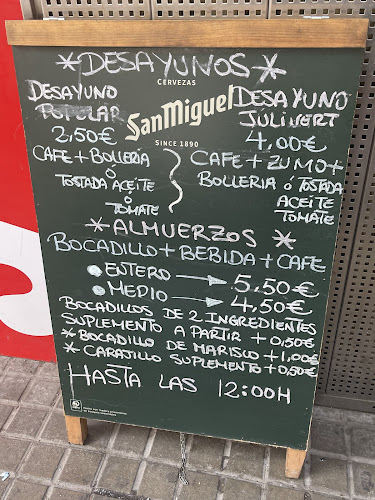 *DESAYUNOS*
CERVEZAS
San Miguel
SINCE 1890
DESAYUNO
POPULAR
2,50€
CAFE + BOLLERIA
Ó
TOSTADA ACEITE
Ó
TOMATE
DESAYUNO
JULIVERT
4,00€
CAFE + ZUMO +
BOLLERIA Ó TOSTADA
ACEITE
TOMATE
*ALMUERZOS*
BOCADILLO + BEBIDA + CAFE
ENTERO → 5,50€
MEDIO → 4,50€
BOCADILLOS DE 2 INGREDIENTES
SUPLEMENTO A PARTIR + 0,50€
*BOCADILLO DE MARISCO + 1,00€
*CARAJILLO SUPLEMENTO + 0,50€
HASTA LAS 12:00H